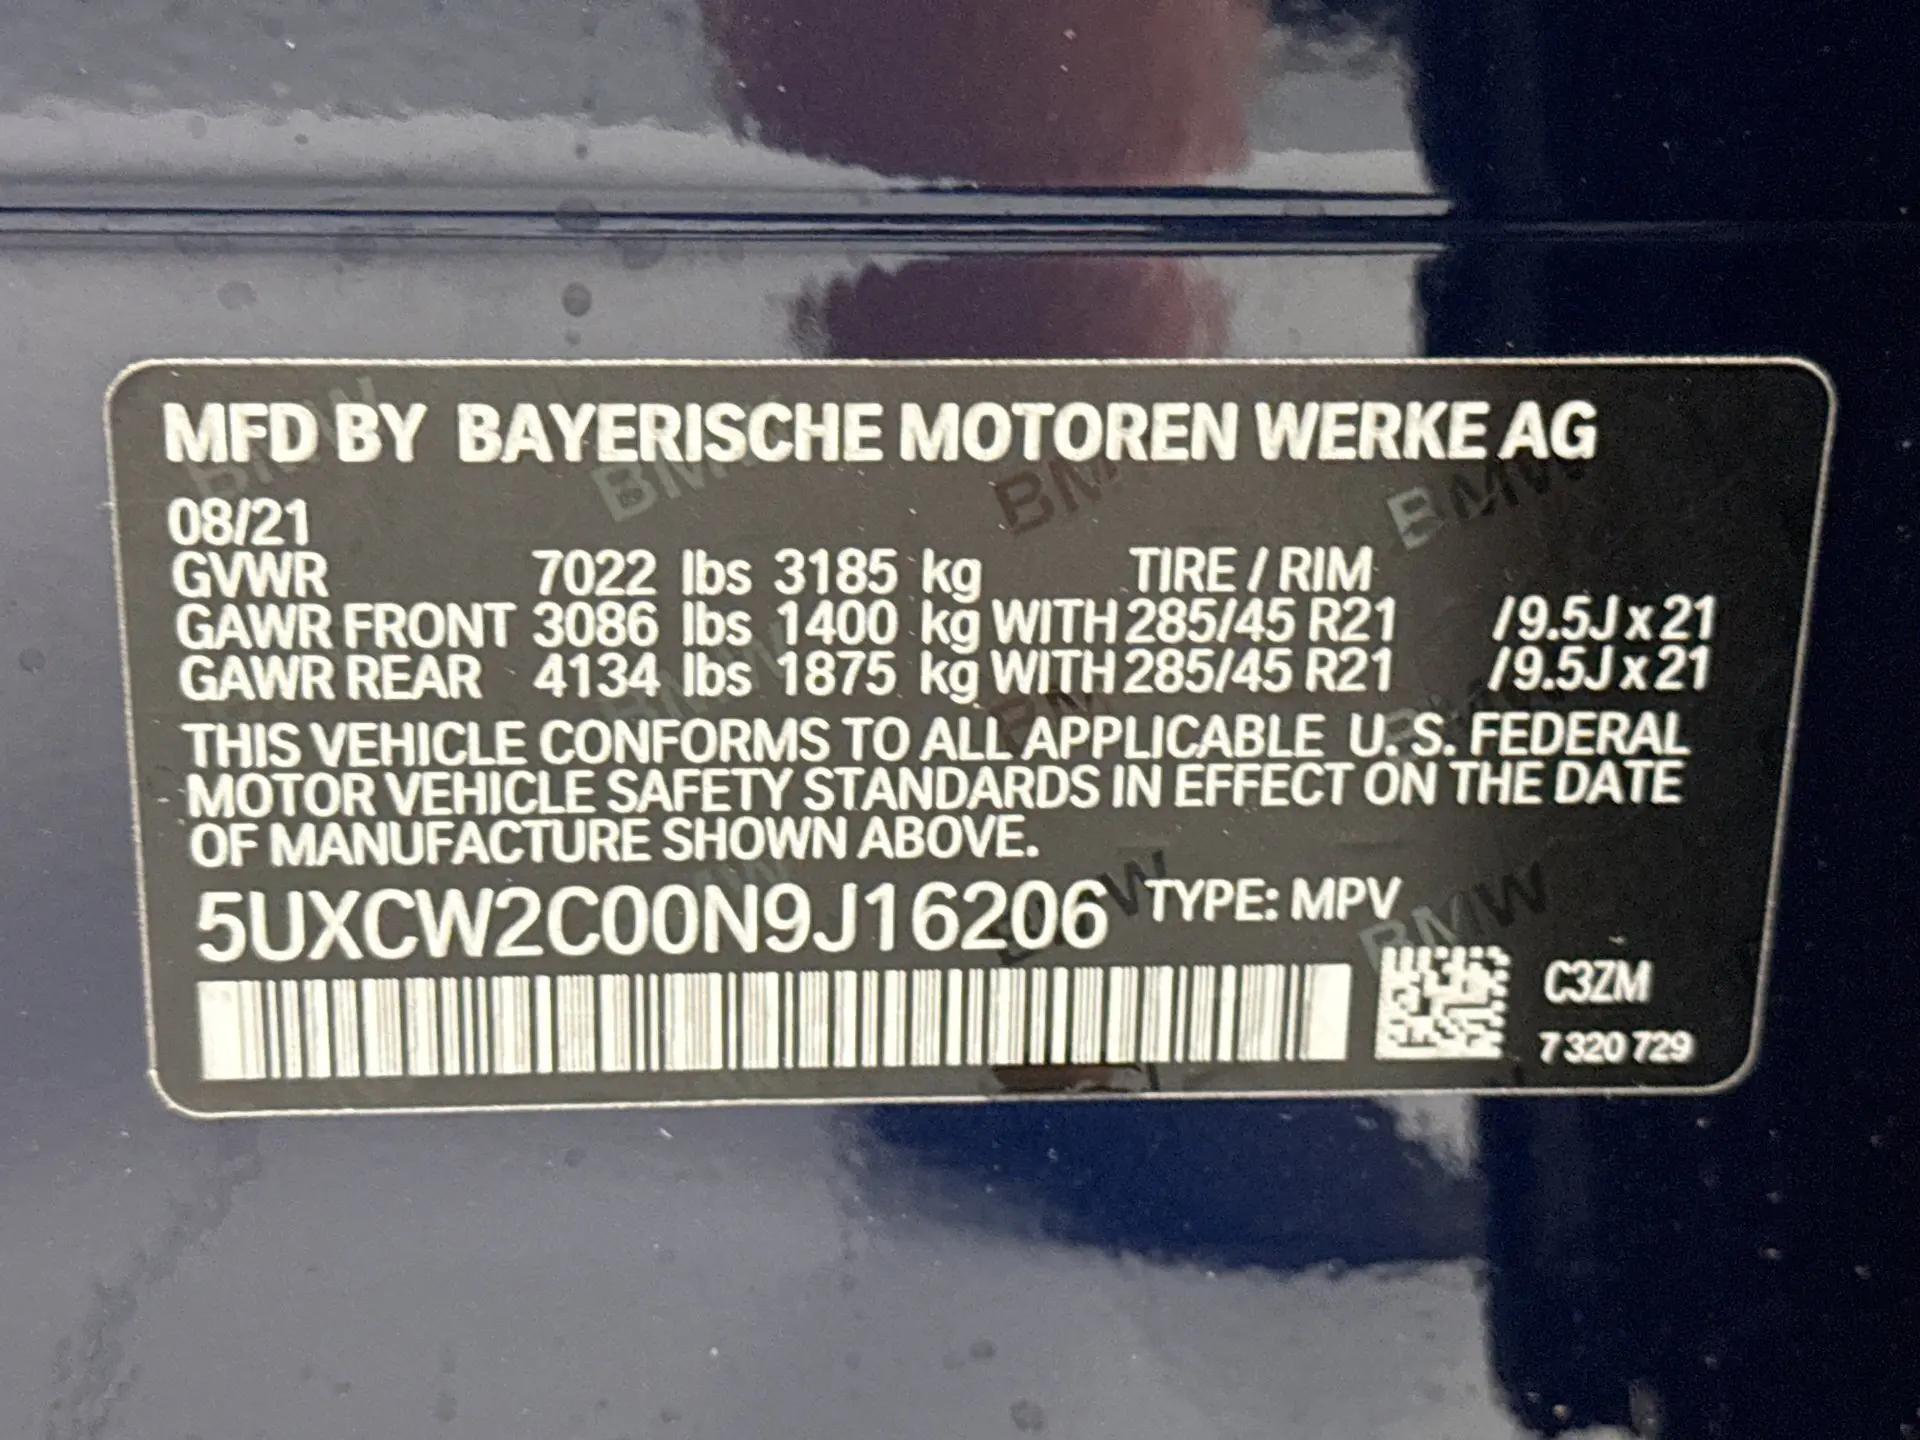 MFD BY BAYERISCHE MOTOREN WERKE AG
08/21
GVWR 7022 lbs 3185 kg TIRE / RIM
GAWR FRONT 3086 lbs 1400 kg WITH 285/45 R21 /9.5J x 21
GAWR REAR 4134 lbs 1875 kg WITH 285/45 R21 /9.5J x 21
THIS VEHICLE CONFORMS TO ALL APPLICABLE U. S. FEDERAL
MOTOR VEHICLE SAFETY STANDARDS IN EFFECT ON THE DATE
OF MANUFACTURE SHOWN ABOVE.
5UXCW2C00N9J16206 TYPE: MPV
C3ZM
7 320 729